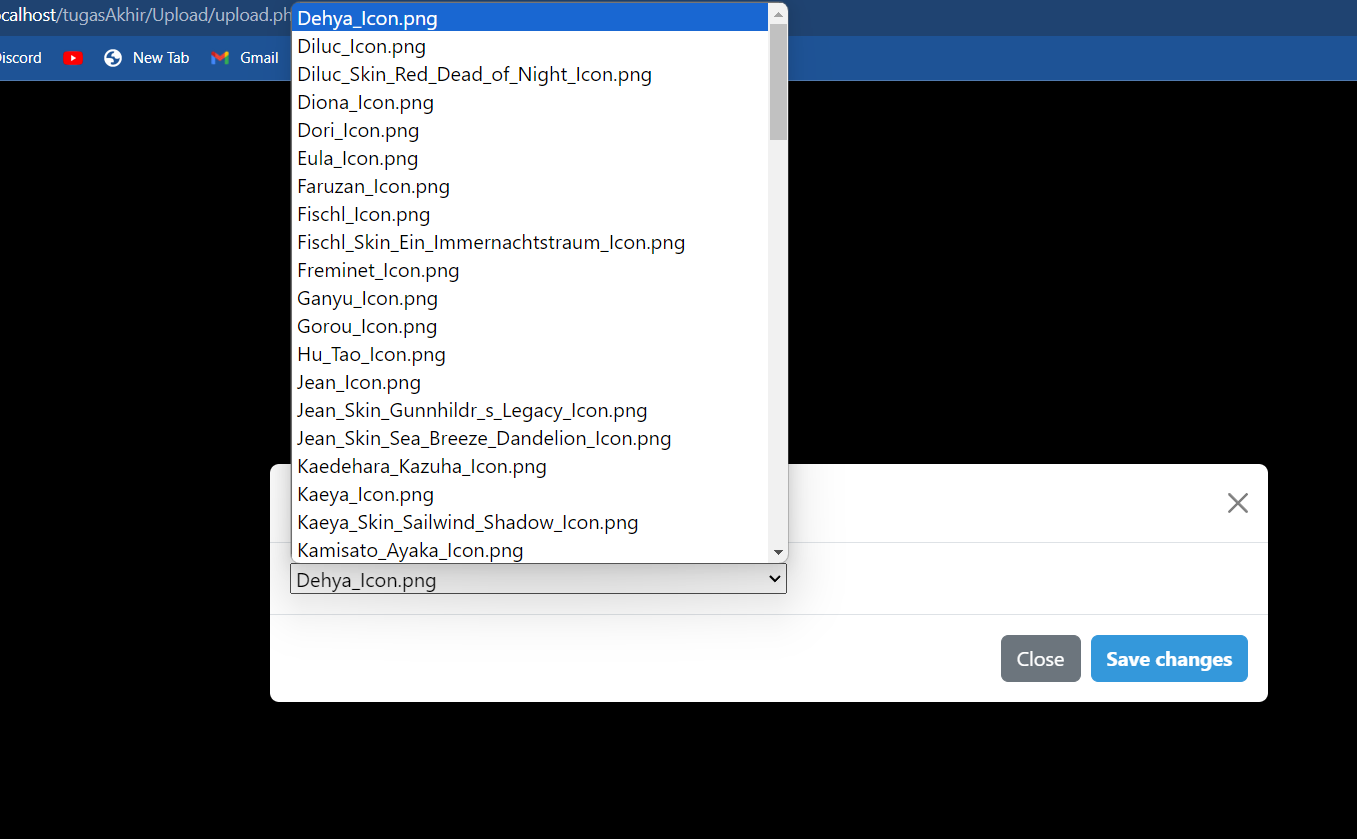 ocalhost/tugasAkhir/Upload/upload.ph
iscord New Tab Gmail
Dehya_Icon.png
Diluc_Icon.png
Diluc_Skin_Red_Dead_of_Night_Icon.png
Diona_Icon.png
Dori_Icon.png
Eula_Icon.png
Faruzan_Icon.png
Fischl_Icon.png
Fischl_Skin_Ein_Immernachtstraum_Icon.png
Freminet_Icon.png
Ganyu_Icon.png
Gorou_Icon.png
Hu_Tao_Icon.png
Jean_Icon.png
Jean_Skin_Gunnhildr_s_Legacy_Icon.png
Jean_Skin_Sea_Breeze_Dandelion_Icon.png
Kaedehara_Kazuha_Icon.png
Kaeya_Icon.png
Kaeya_Skin_Sailwind_Shadow_Icon.png
Kamisato_Ayaka_Icon.png
Dehya_Icon.png
Close Save changes